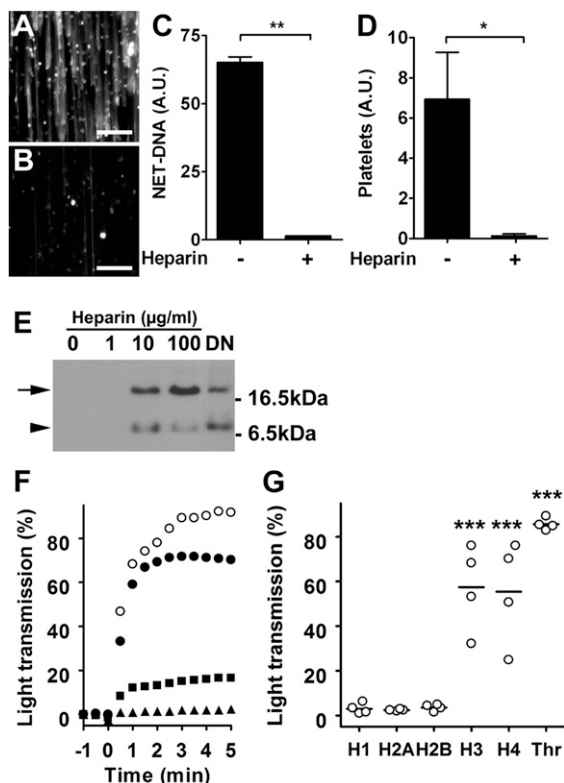 A
B
C
NET-DNA (A.U.)
75
50
25
0
**
Heparin - +
D
Platelets (A.U.)
10
8
6
4
2
0
*
Heparin - +
E
Heparin (µg/ml)
0 1 10 100 DN
- 16.5kDa
- 6.5kDa
F
Light transmission (%)
80
60
40
20
0
-1 0 1 2 3 4 5
Time (min)
G
Light transmission (%)
80
60
40
20
0
*** *** ***
H1 H2A H2B H3 H4 Thr